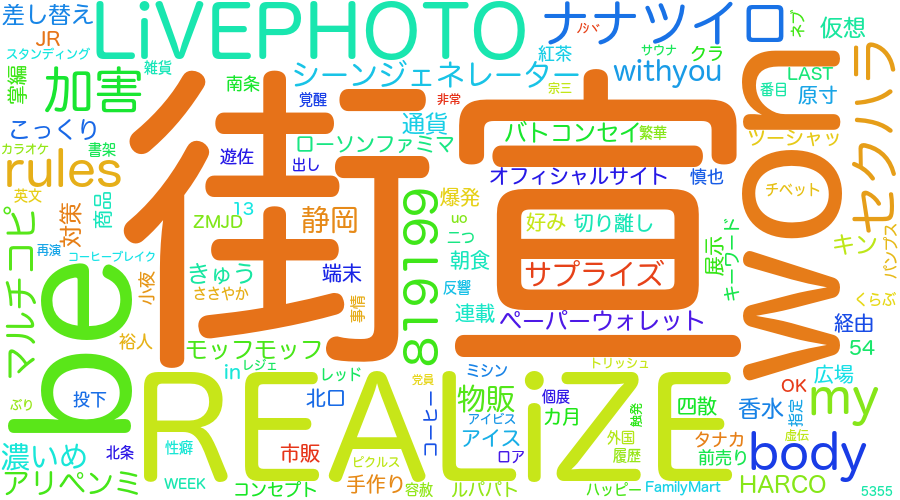 差し替え
JR
スタンディング
LiVEPHOTO
ナナツイロ
ノジバ
ネブ
仮想
掌編
加害
雑貨
南条
シーンジェネレーター
紅茶
withyou
サウナ
クラ
LAST
番目
原寸
セクハラ
覚醒
非常
宗三
こっくり
カラオケ
書架
rules
遊佐
出し
ローソンファミマ
通貨
バトコンセイ
繁華
ツーシャッ
won
街宣
オフィシャルサイト
慎也
チベット
英文
対策
商品
13
ZMJD
静岡
991918
爆発
uo
二つ
好み
切り離し
展示
キーワード
キン
パンプス
マルチコピ
再演
コーヒーブレイク
be
小夜
きゅう
ささやか
端末
事情
朝食
反響
サプライズ
くらぶ
連載
ペーパーウォレット
経由
裕人
モッフモッフ
54
in
レジェ
レッド
党員
ミシン
トリッシュ
広場
OK
my
REALiZE
ぶり
投下
北口
コーヒー
物販
個展
アイビス
カ月
触発
四散
香水
指定
濃いめ
北条
性癖
市販
アイス
ロア
外国
履歴
タナカ
虚伝
前売り
body
アリペンミ
WEEK
コンセプト
ピクルス
手作り
容赦
ルパパト
ハッピー
FamilyMart
HARCO
5355